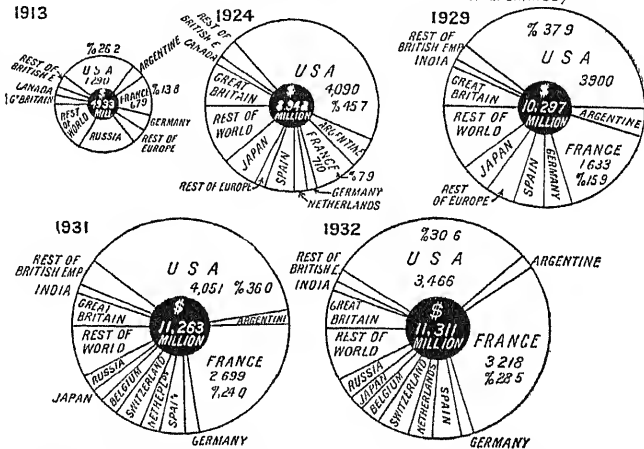 1913
% 26.2
REST OF
BRITISH E
CANADA
GT BRITAIN
REST
OF
WORLD
RUSSIA
U S A
1290
ARGENTINE
FRANCE
679
% 13 8
GERMANY
REST OF
EUROPE
$
MILL
1924
REST OF
BRITISH E
CANADA
GREAT
BRITAIN
REST OF
WORLD
JAPAN
REST OF EUROPE
SPAIN
NETHERLANDS
GERMANY
FRANCE
710
% 7 9
ARGENTINE
U S A
4,090
% 45 7
$
MILLION
1929
% 37 9
U S A
3900
REST OF
BRITISH EMP
INDIA
GREAT
BRITAIN
REST OF
WORLD
JAPAN
REST
OF EUROPE
SPAIN
GERMANY
FRANCE
1633
% 15 9
ARGENTINE
$
10,297
MILLION
1931
REST OF
BRITISH EMP
INDIA
GREAT
BRITAIN
REST OF
WORLD
RUSSIA
JAPAN
BELGIUM
SWITZERLAND
SPAIN
GERMANY
FRANCE
2 699
% 24 0
ARGENTINE
U S A
4,051 % 36 0
$
11,263
MILLION
1932
% 30 6
U S A
3,466
REST OF
BRITISH E
INDIA
GREAT
BRITAIN
REST OF
WORLD
RUSSIA
JAPAN
BELGIUM
SWITZERLAND
NETHERLANDS
SPAIN
GERMANY
FRANCE
3 218
% 28 5
ARGENTINE
$
11,311
MILLION